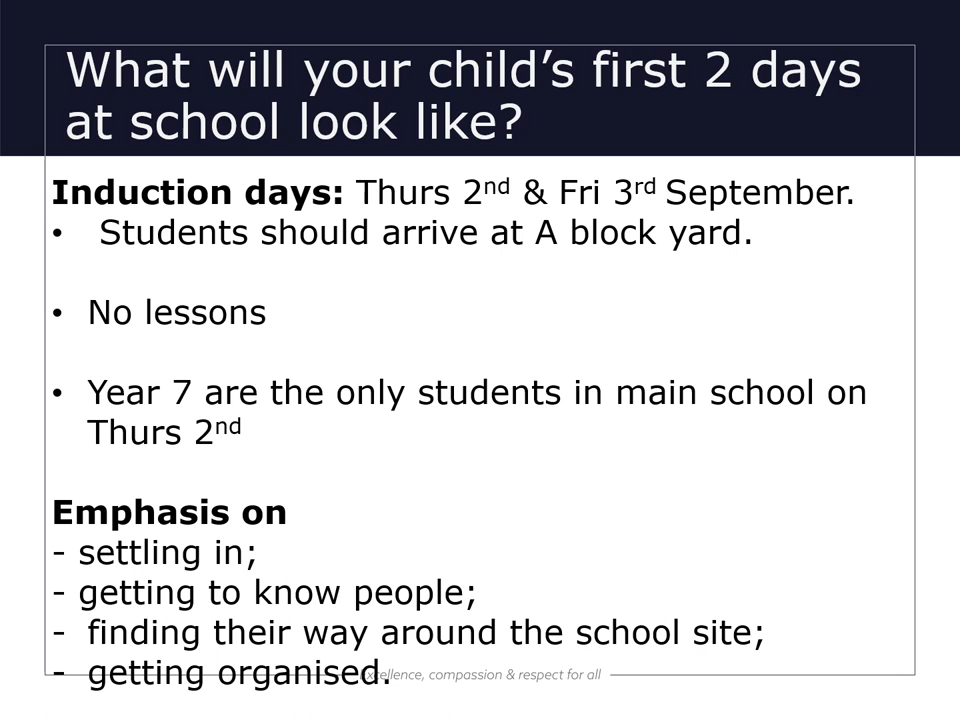 What will your child’s first 2 days
at school look like?
Induction days: Thurs 2nd & Fri 3rd September.
• Students should arrive at A block yard.
• No lessons
• Year 7 are the only students in main school on
Thurs 2nd
Emphasis on
- settling in;
- getting to know people;
- finding their way around the school site;
- getting organised.
Excellence, compassion & respect for all